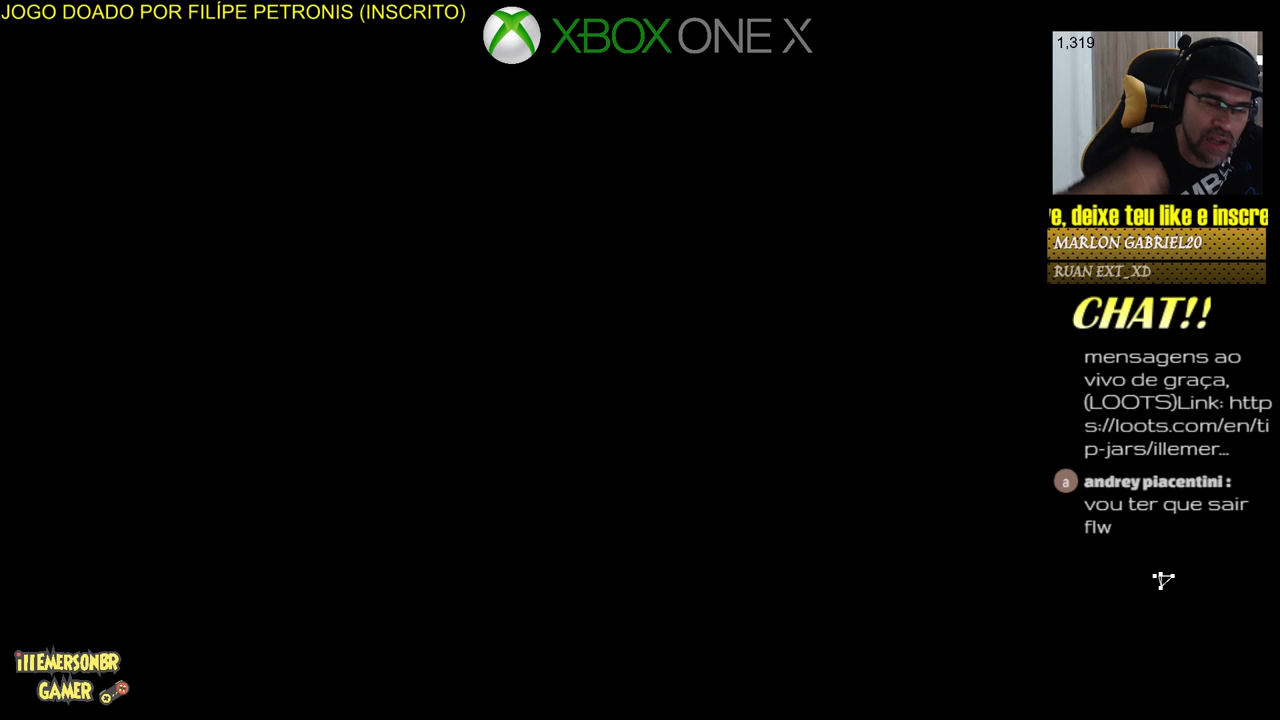 JOGO DOADO POR FILÍPE PETRONIS (INSCRITO)
XBOX ONE X
1,319
e, deixe teu like e inscre
MARLON GABRIEL20
RUAN EXT_XD
CHAT!!
mensagens ao
vivo de graça,
(LOOTS)Link: http
s://loots.com/en/ti
p-jars/illemer...
a andrey piacentini :
vou ter que sair
flw
illEMERSONBR
GAMER